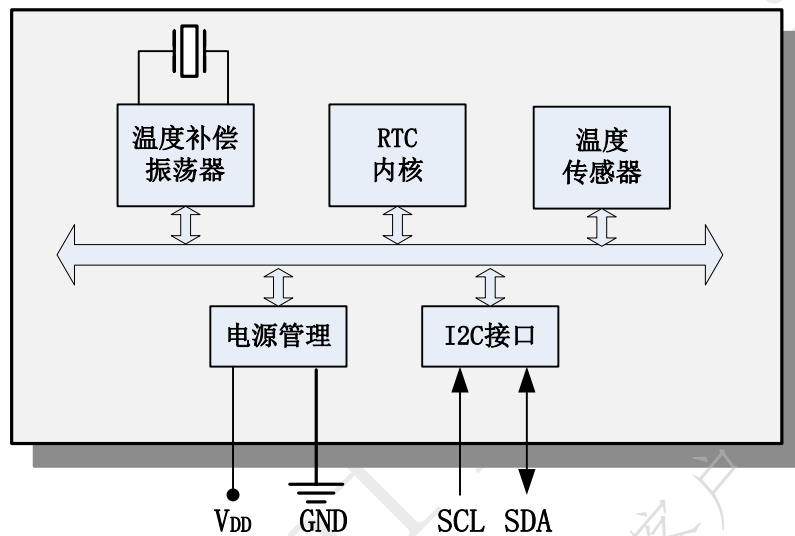 温度补偿
振荡器
RTC
内核
温度
传感器
电源管理
I2C接口
VDD
GND
SCL
SDA